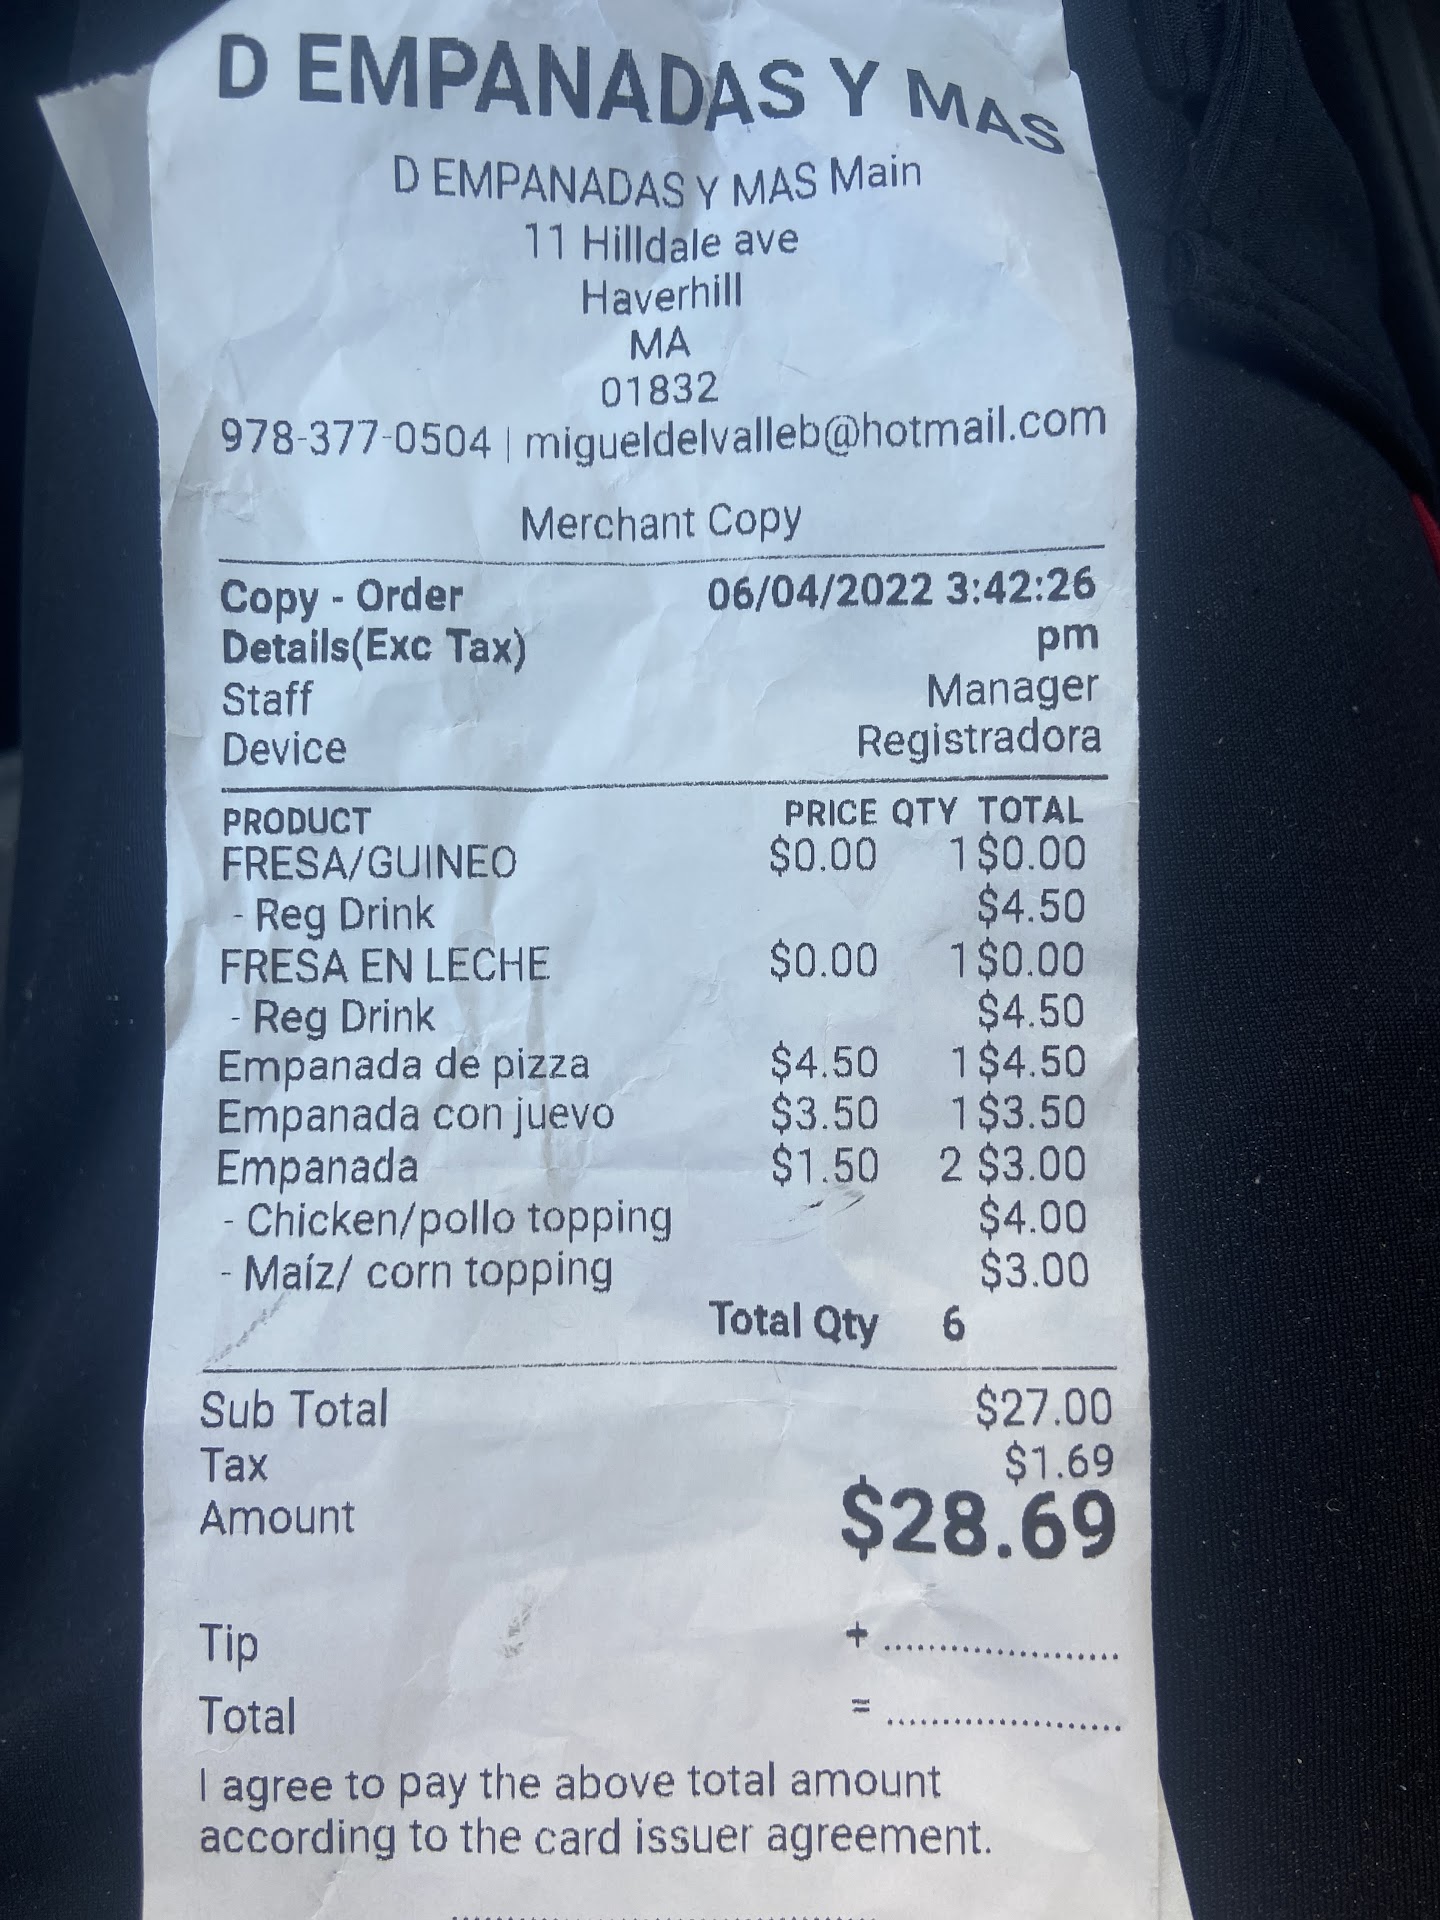 D EMPANADAS Y MAS
D EMPANADAS Y MAS Main
11 Hilldale ave
Haverhill
MA
01832
978-377-0504 | migueldelvalleb@hotmail.com
Merchant Copy
Copy - Order 06/04/2022 3:42:26
Details(Exc Tax) pm
Staff Manager
Device Registradora
PRODUCT PRICE QTY TOTAL
FRESA/GUINEO $0.00 1 $0.00
- Reg Drink $4.50
FRESA EN LECHE $0.00 1 $0.00
- Reg Drink $4.50
Empanada de pizza $4.50 1 $4.50
Empanada con juevo $3.50 1 $3.50
Empanada $1.50 2 $3.00
- Chicken/pollo topping $4.00
- Maíz/ corn topping $3.00
Total Qty 6
Sub Total $27.00
Tax $1.69
Amount $28.69
Tip + ......................
Total = ......................
I agree to pay the above total amount
according to the card issuer agreement.